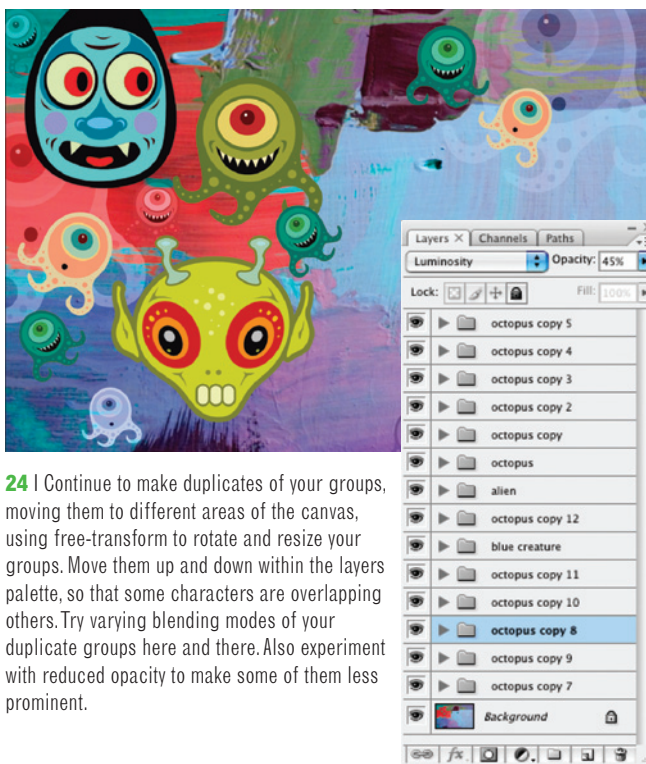 Layers × Channels Paths
Luminosity Opacity: 45%
Lock: Fill: 100%
octopus copy 5
octopus copy 4
octopus copy 3
octopus copy 2
octopus copy
octopus
alien
octopus copy 12
blue creature
octopus copy 11
octopus copy 10
octopus copy 8
octopus copy 9
octopus copy 7
Background
fx
24 | Continue to make duplicates of your groups,
moving them to different areas of the canvas,
using free-transform to rotate and resize your
groups. Move them up and down within the layers
palette, so that some characters are overlapping
others. Try varying blending modes of your
duplicate groups here and there. Also experiment
with reduced opacity to make some of them less
prominent.